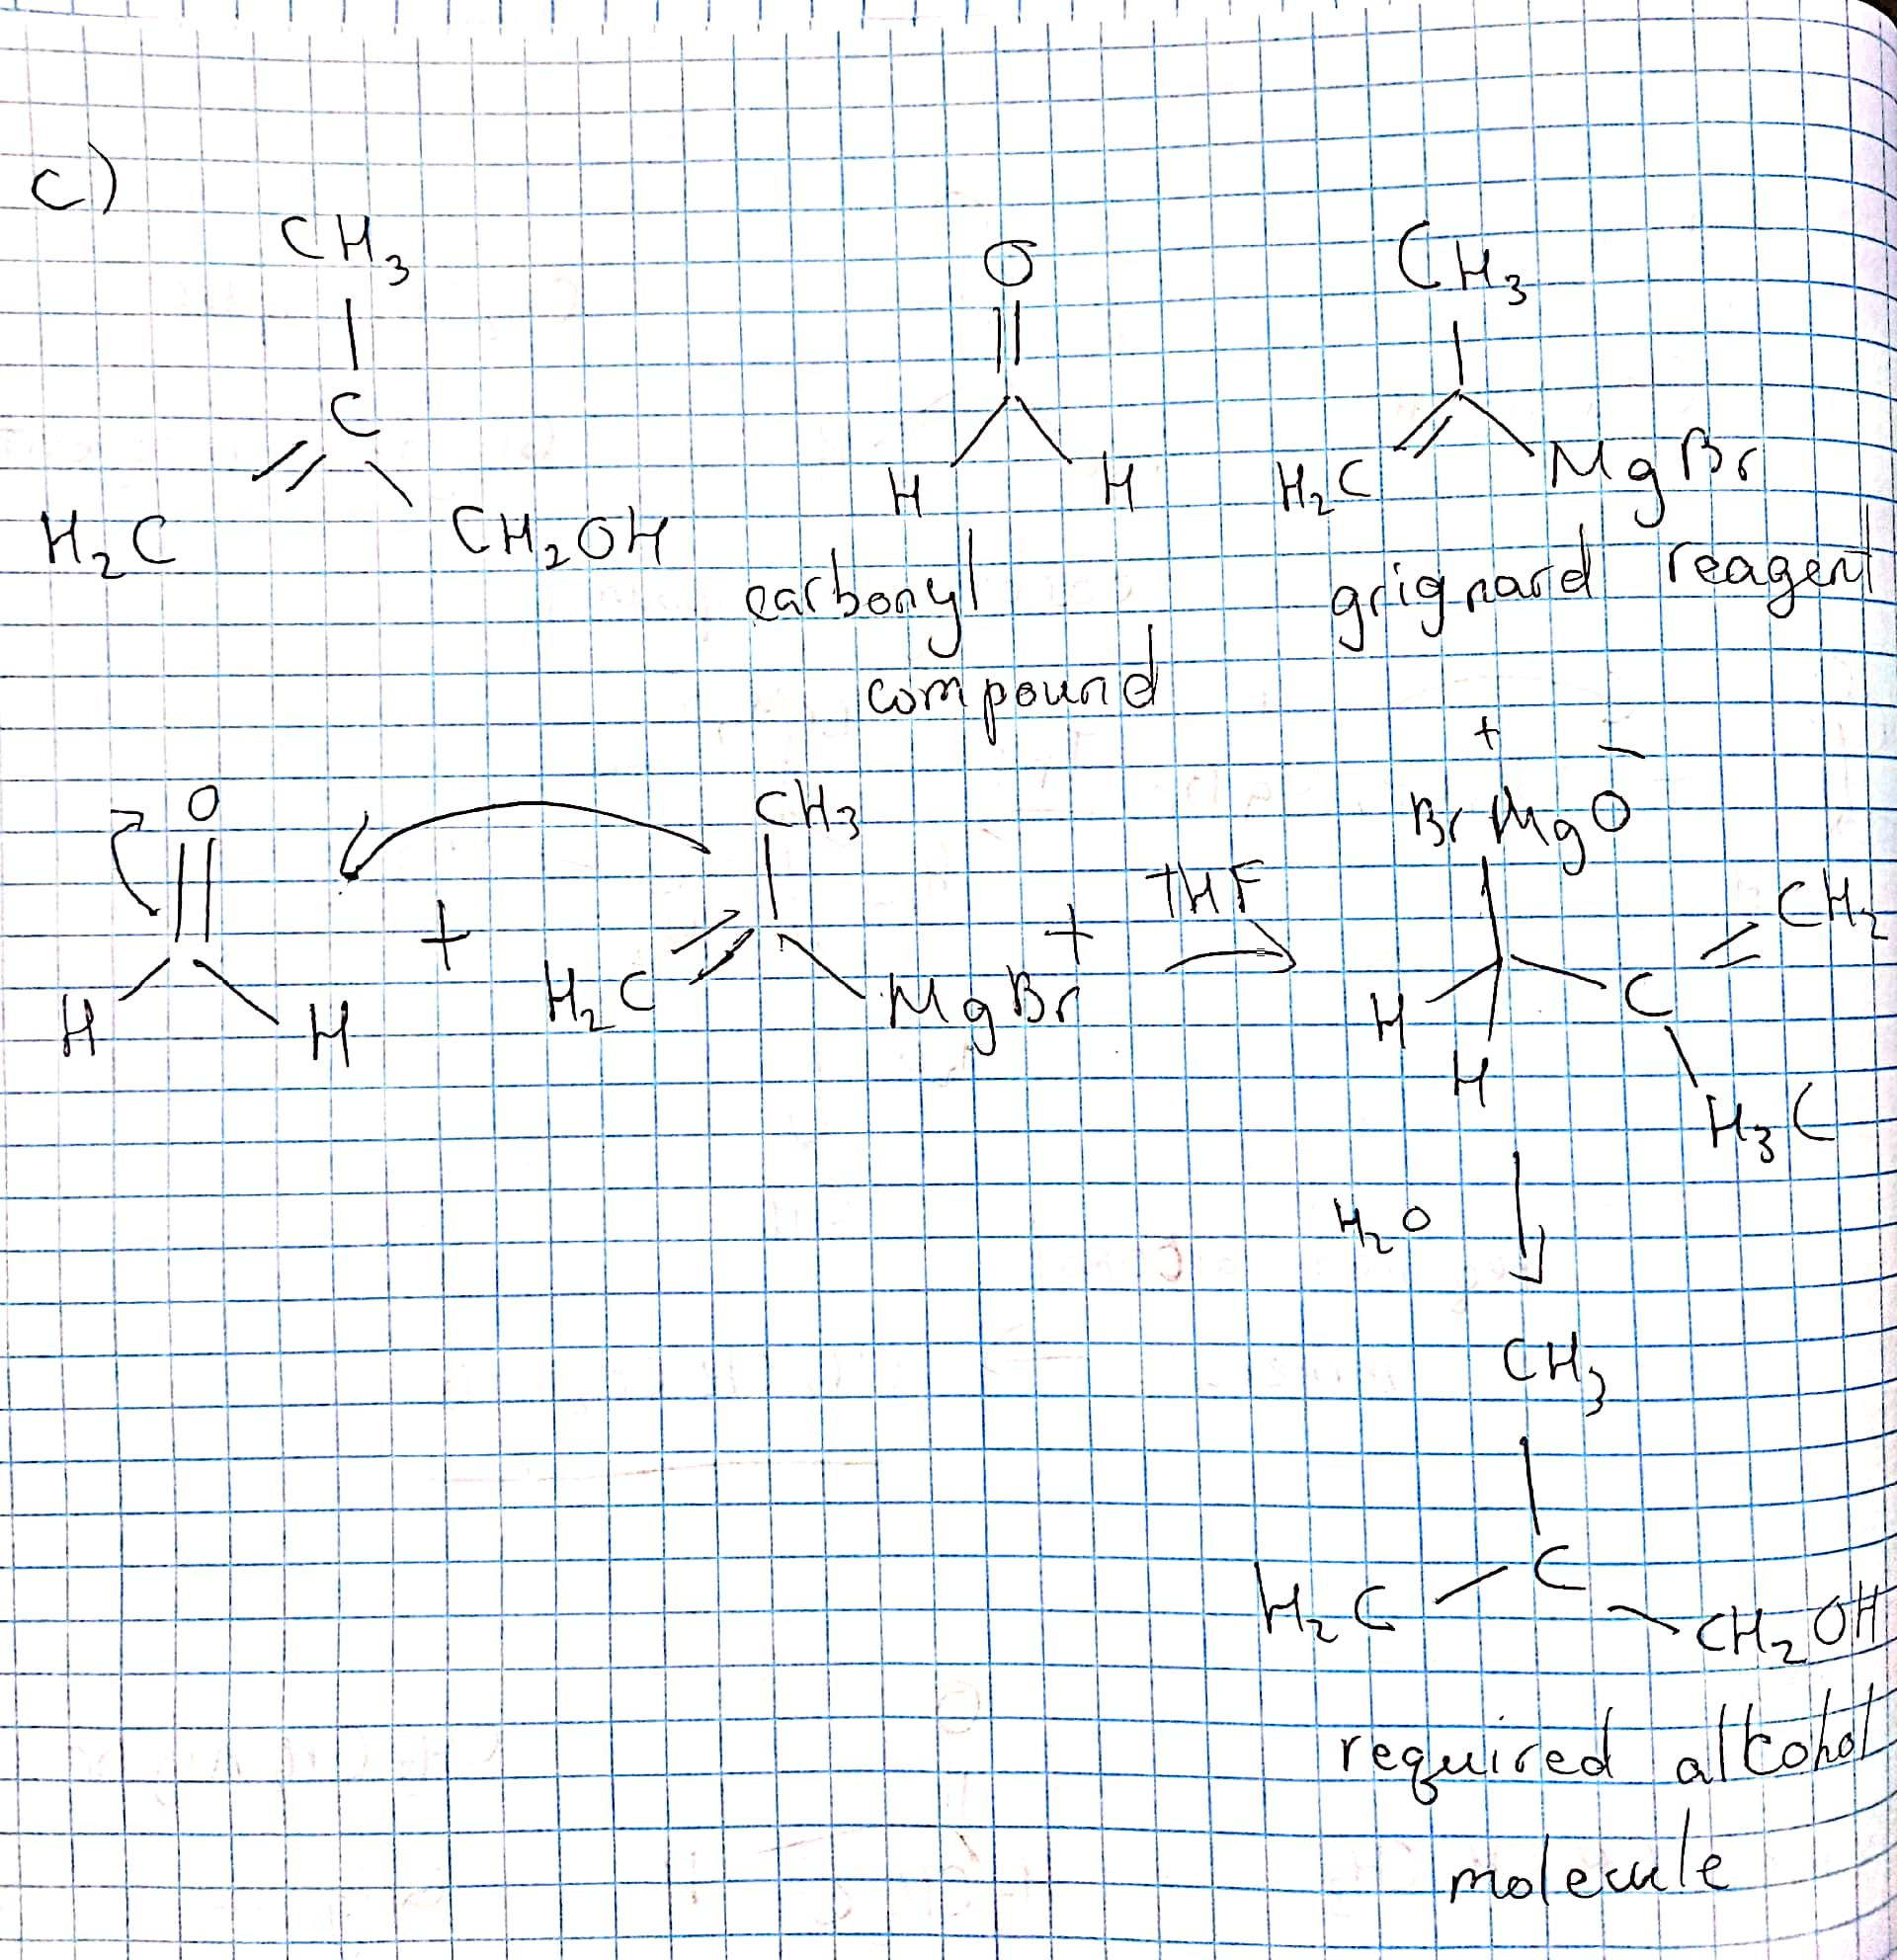 c)
CH₃ O CH₃
C
H₂C CH₂OH H H H₂C MgBr
carbonyl grignard reagent
compound
+ −
O CH₃ THF BrMgO
+ H₂C MgBr + CH₂
H H H C
H H₃C
H₂O
CH₃
C
H₂C CH₂OH
required alkohol
molecule